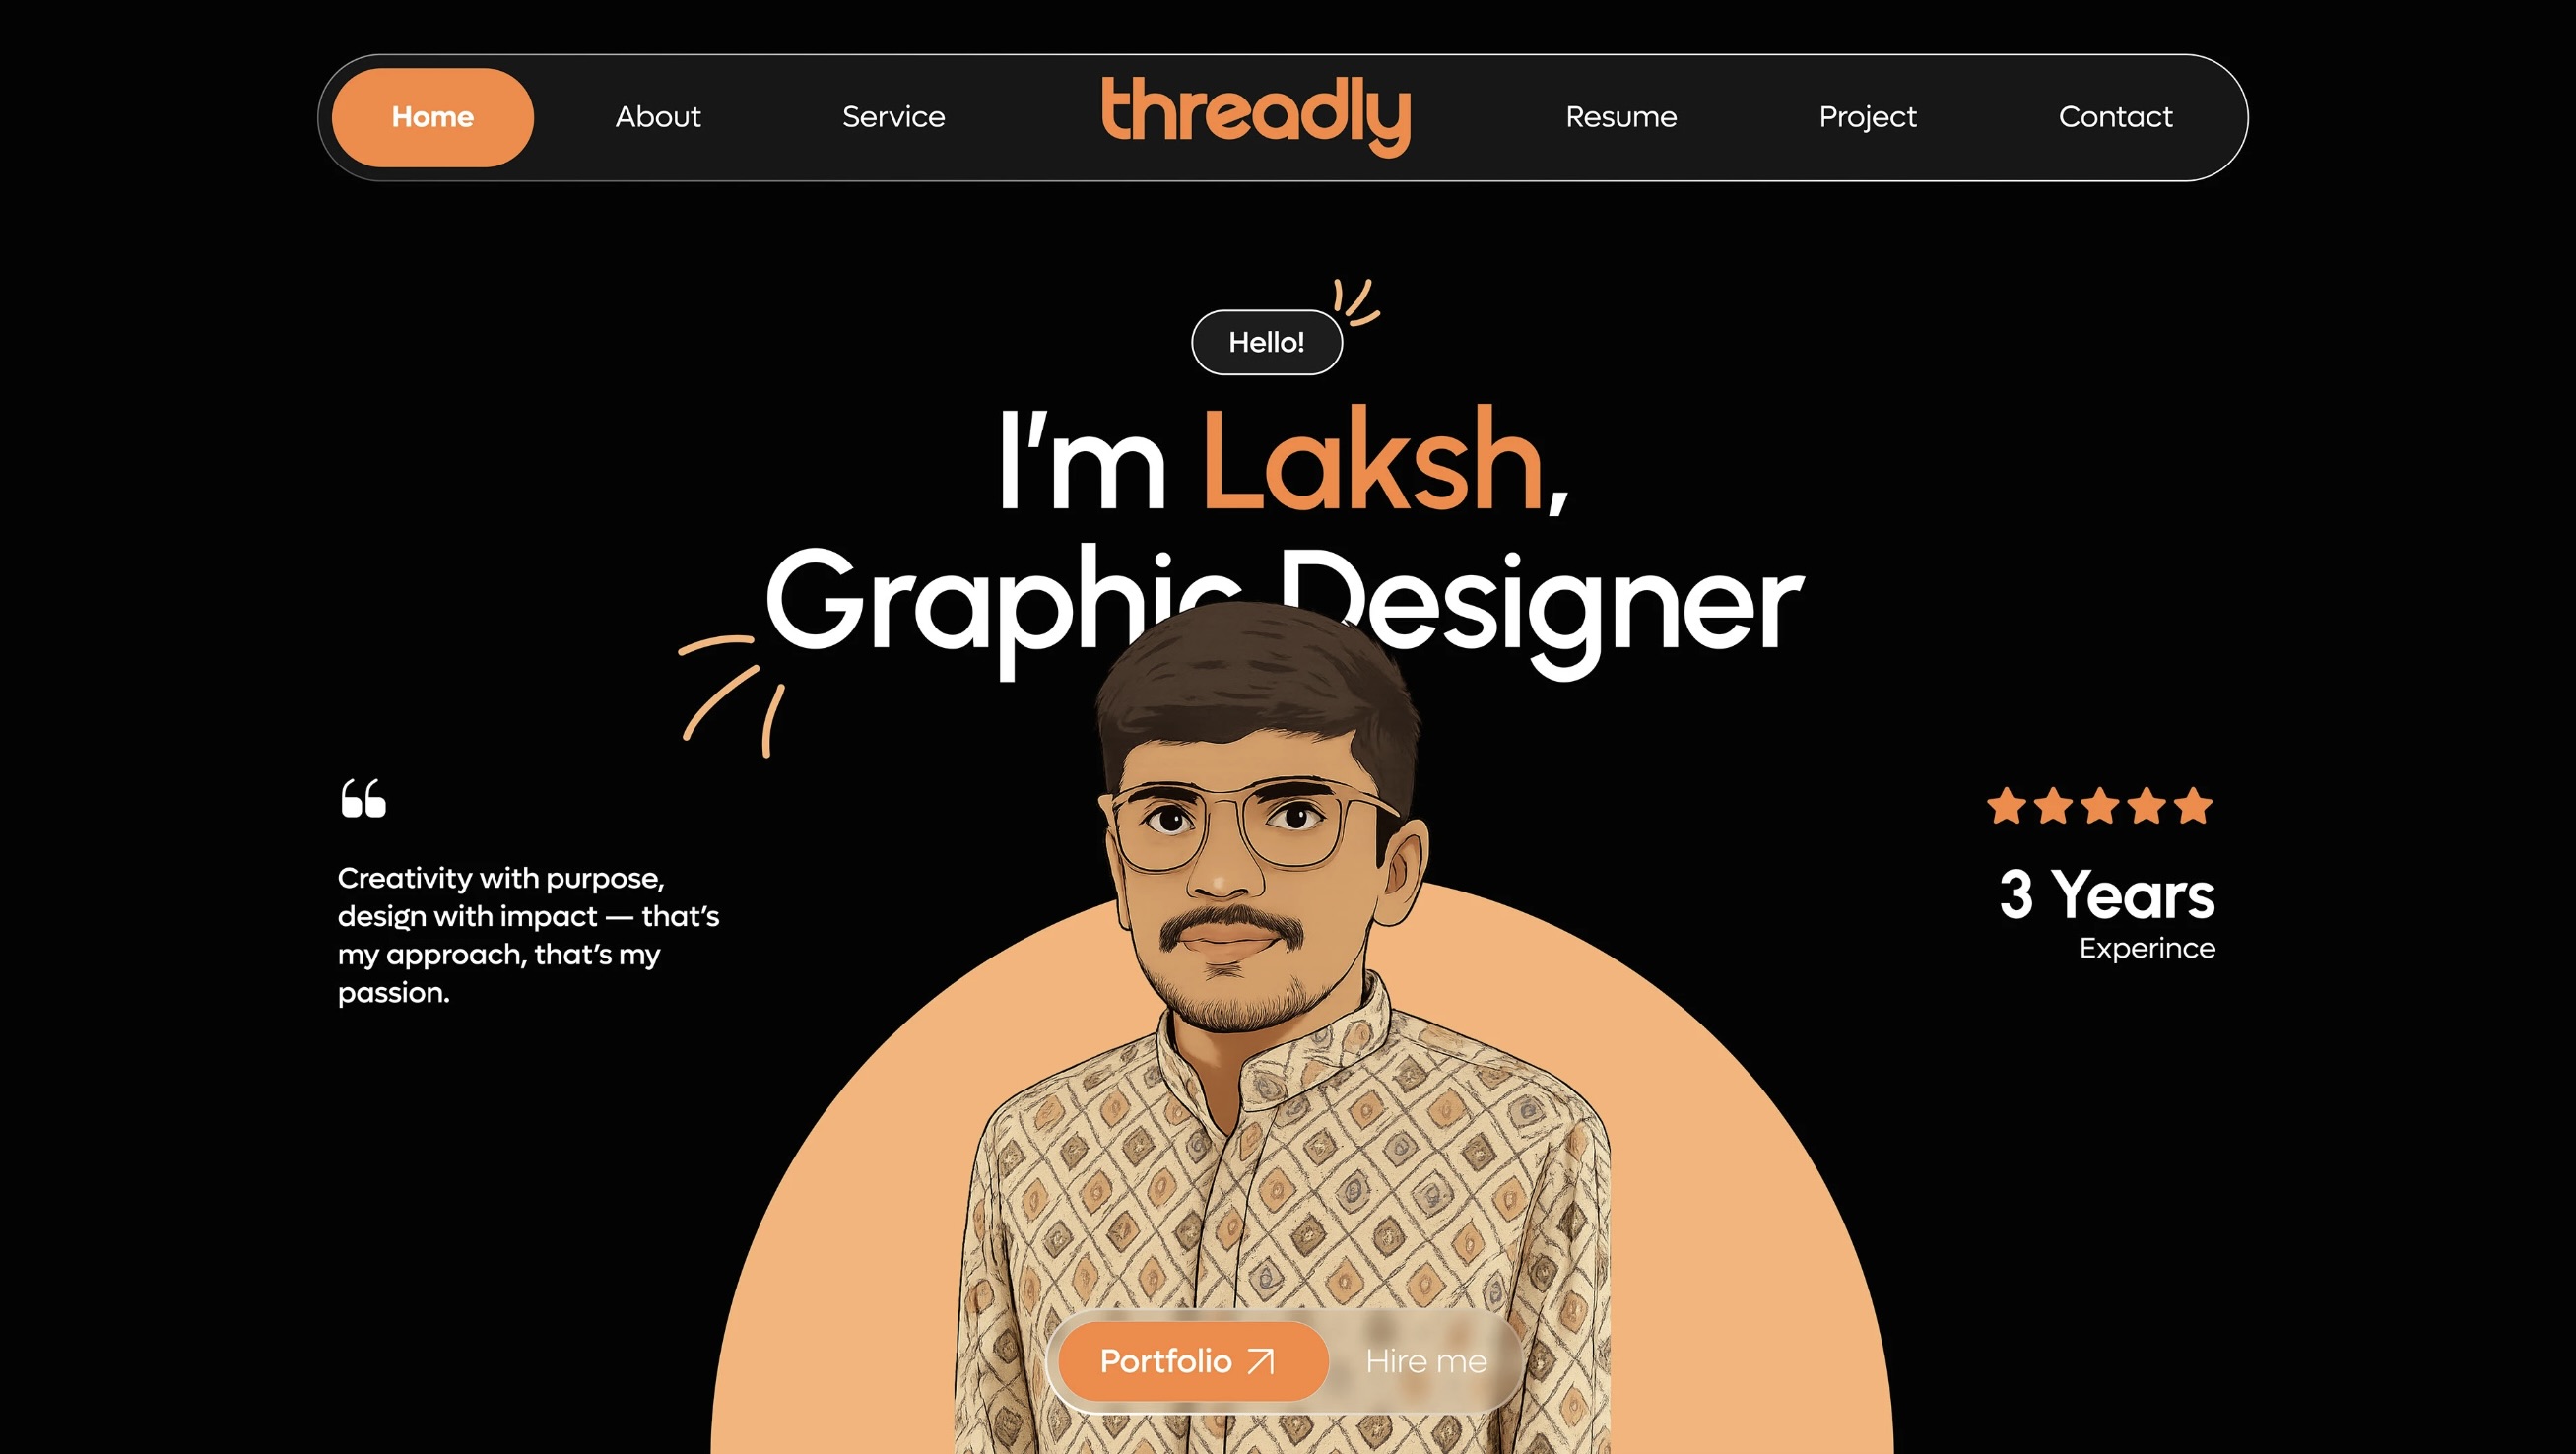 Home About Service threadly Resume Project Contact
Hello!
I’m Laksh,
Graphic Designer
Creativity with purpose,
design with impact — that’s
my approach, that’s my
passion.
3 Years
Experince
Portfolio Hire me